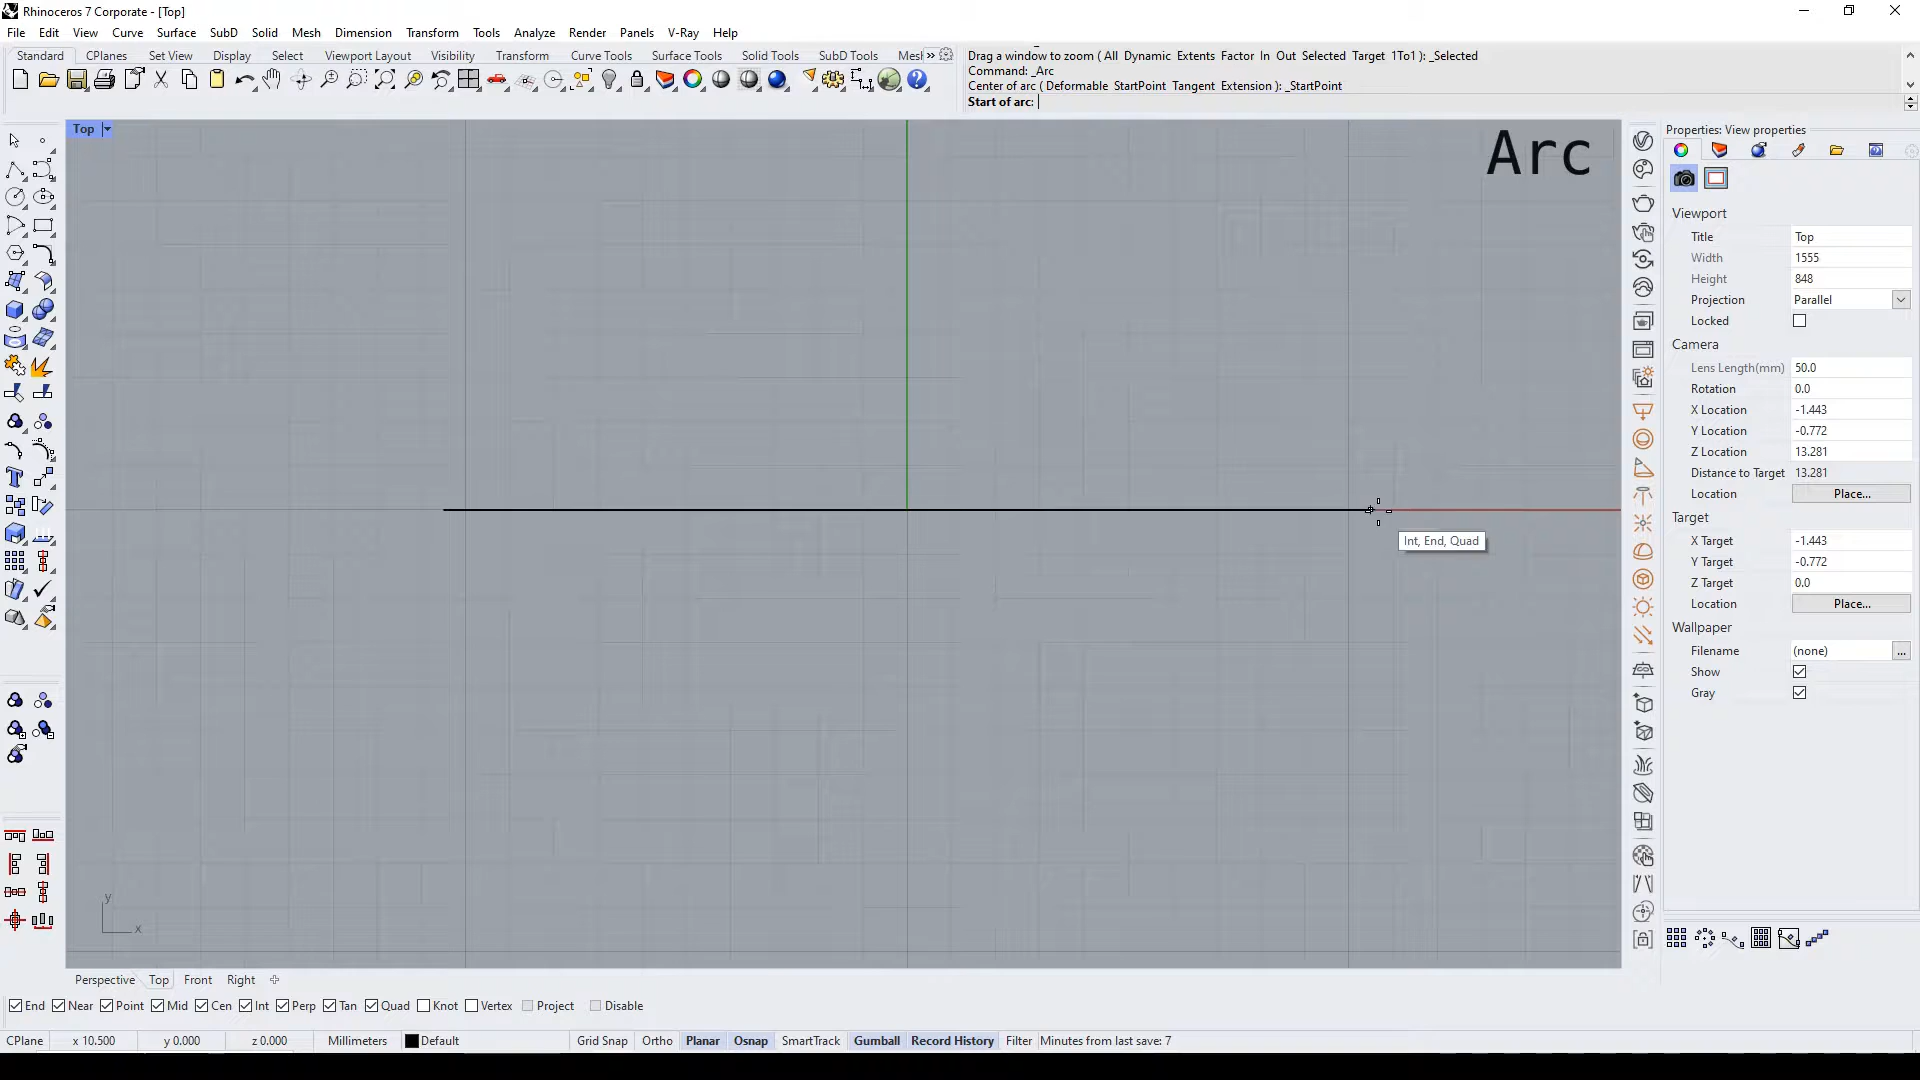 Rhinoceros 7 Corporate - [Top]
File Edit View Curve Surface SubD Solid Mesh Dimension Transform Tools Analyze Render Panels V-Ray Help
Standard CPlanes Set View Display Select Viewport Layout Visibility Transform Curve Tools Surface Tools Solid Tools SubD Tools Mesh »
Drag a window to zoom ( All Dynamic Extents Factor In Out Selected Target 1To1 ): _Selected
Command: _Arc
Center of arc ( Deformable StartPoint Tangent Extension ): _StartPoint
Start of arc:
Top
Arc
Int, End, Quad
y
x
Properties: View properties
Viewport
Title Top
Width 1555
Height 848
Projection Parallel
Locked
Camera
Lens Length(mm) 50.0
Rotation 0.0
X Location -1.443
Y Location -0.772
Z Location 13.281
Distance to Target 13.281
Location Place...
Target
X Target -1.443
Y Target -0.772
Z Target 0.0
Location Place...
Wallpaper
Filename (none) ...
Show
Gray
Perspective Top Front Right
End Near Point Mid Cen Int Perp Tan Quad Knot Vertex Project Disable
CPlane x 10.500 y 0.000 z 0.000 Millimeters Default Grid Snap Ortho Planar Osnap SmartTrack Gumball Record History Filter Minutes from last save: 7